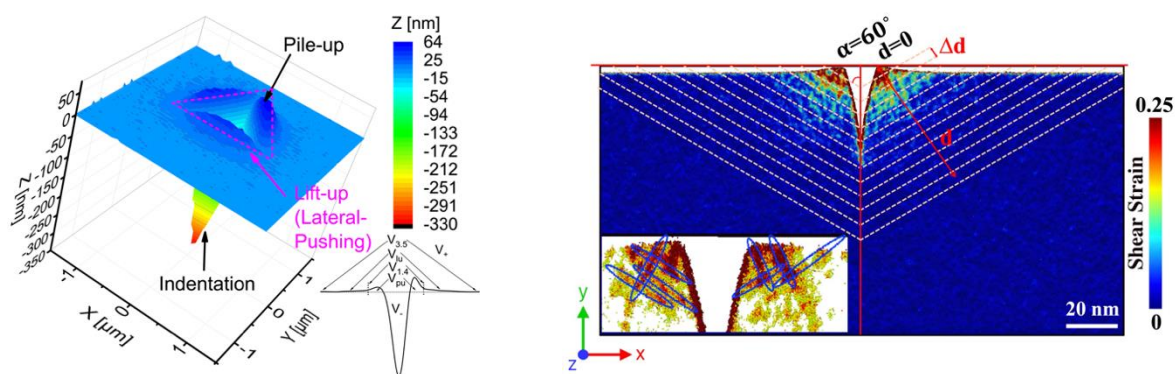 Z [nm]
Pile-up
64
28
-15
-54
-94
-133
-172
-212
-251
-291
-330
50
0
-50
-100
-150
-200
-250
-300
-350
Z [nm]
Lift-up
(Lateral-
Pushing)
Indentation
-1
0
1
X [µm]
-1
0
1
Y [µm]
V3.5
Vlu
V1.4
Vpu
V+
V-
α=60°
d=0
Δd
d
0.25
Shear Strain
0
20 nm
y
z
x